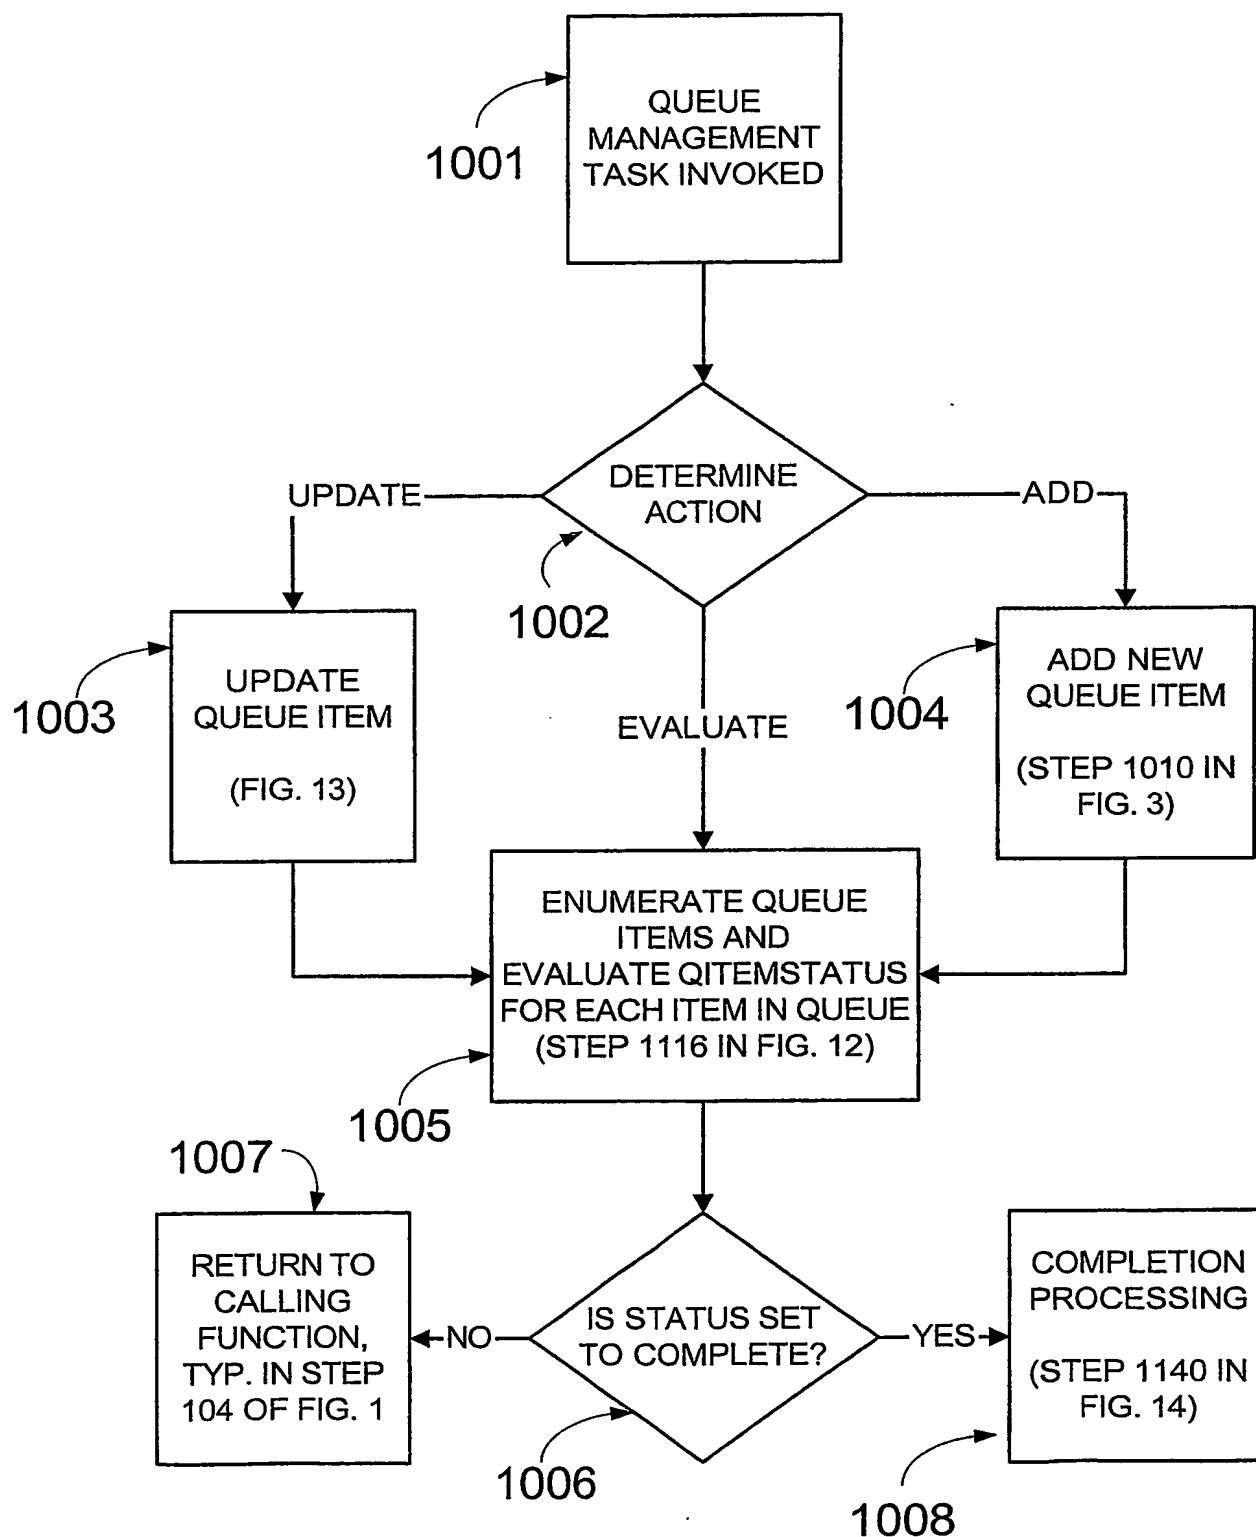 QUEUE
MANAGEMENT
TASK INVOKED
1001
DETERMINE
ACTION
UPDATE
ADD
1002
UPDATE
QUEUE ITEM
(FIG. 13)
1003
EVALUATE
ADD NEW
QUEUE ITEM
(STEP 1010 IN
FIG. 3)
1004
ENUMERATE QUEUE
ITEMS AND
EVALUATE QITEMSTATUS
FOR EACH ITEM IN QUEUE
(STEP 1116 IN FIG. 12)
1005
1007
RETURN TO
CALLING
FUNCTION,
TYP. IN STEP
104 OF FIG. 1
NO
IS STATUS SET
TO COMPLETE?
YES
COMPLETION
PROCESSING
(STEP 1140 IN
FIG. 14)
1006
1008